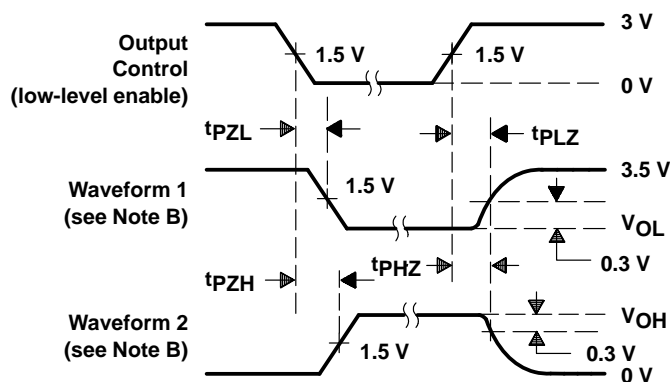 Output
Control
(low-level enable)
1.5 V
1.5 V
3 V
0 V
tPZL
tPLZ
Waveform 1
(see Note B)
1.5 V
3.5 V
VOL
0.3 V
tPZH
tPHZ
Waveform 2
(see Note B)
1.5 V
VOH
0.3 V
0 V